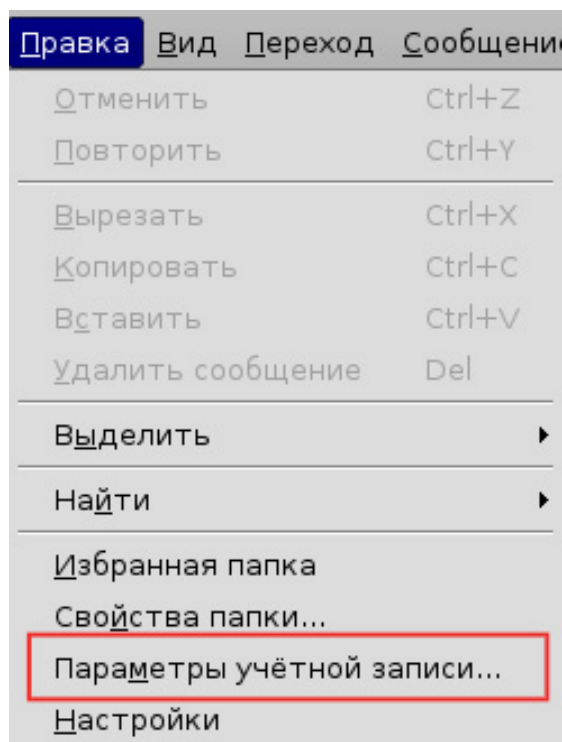 Правка Вид Переход Сообщени
Отменить Ctrl+Z
Повторить Ctrl+Y
Вырезать Ctrl+X
Копировать Ctrl+C
Вставить Ctrl+V
Удалить сообщение Del
Выделить
Найти
Избранная папка
Свойства папки...
Параметры учётной записи...
Настройки